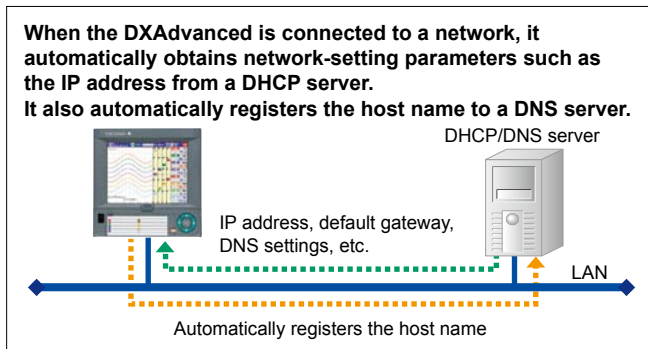 When the DXAdvanced is connected to a network, it
automatically obtains network-setting parameters such as
the IP address from a DHCP server.
It also automatically registers the host name to a DNS server.
DHCP/DNS server
IP address, default gateway,
DNS settings, etc.
LAN
Automatically registers the host name